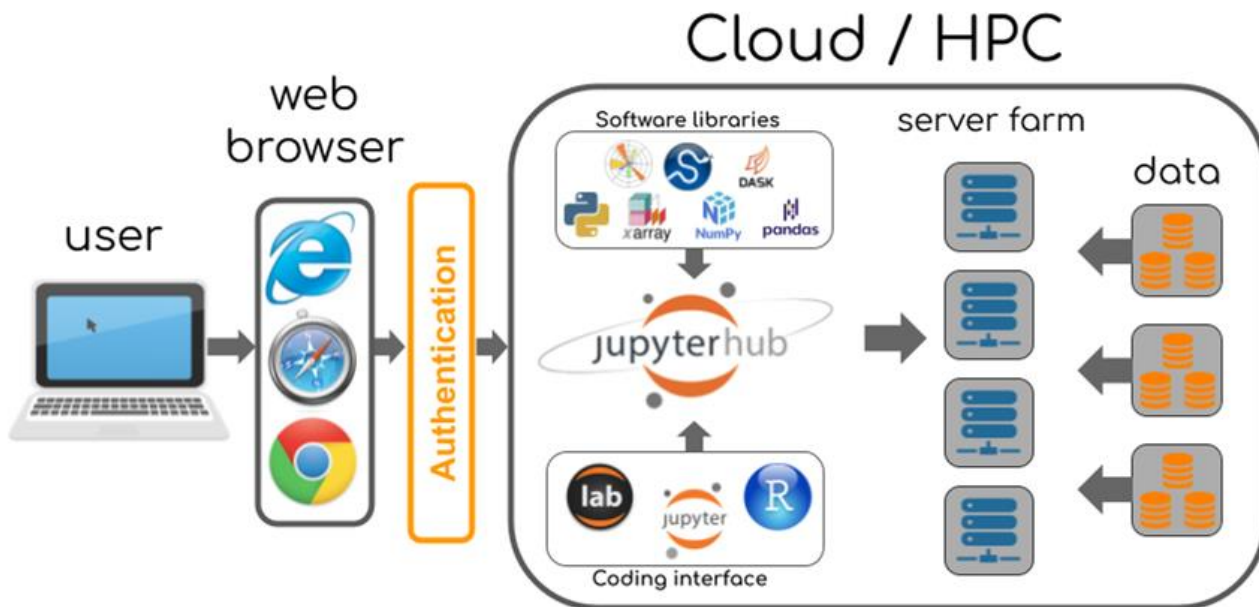 Cloud / HPC
web
browser
user
Authentication
Software libraries
DASK
xarray
NumPy
pandas
jupyterhub
lab
jupyter
R
Coding interface
server farm
data